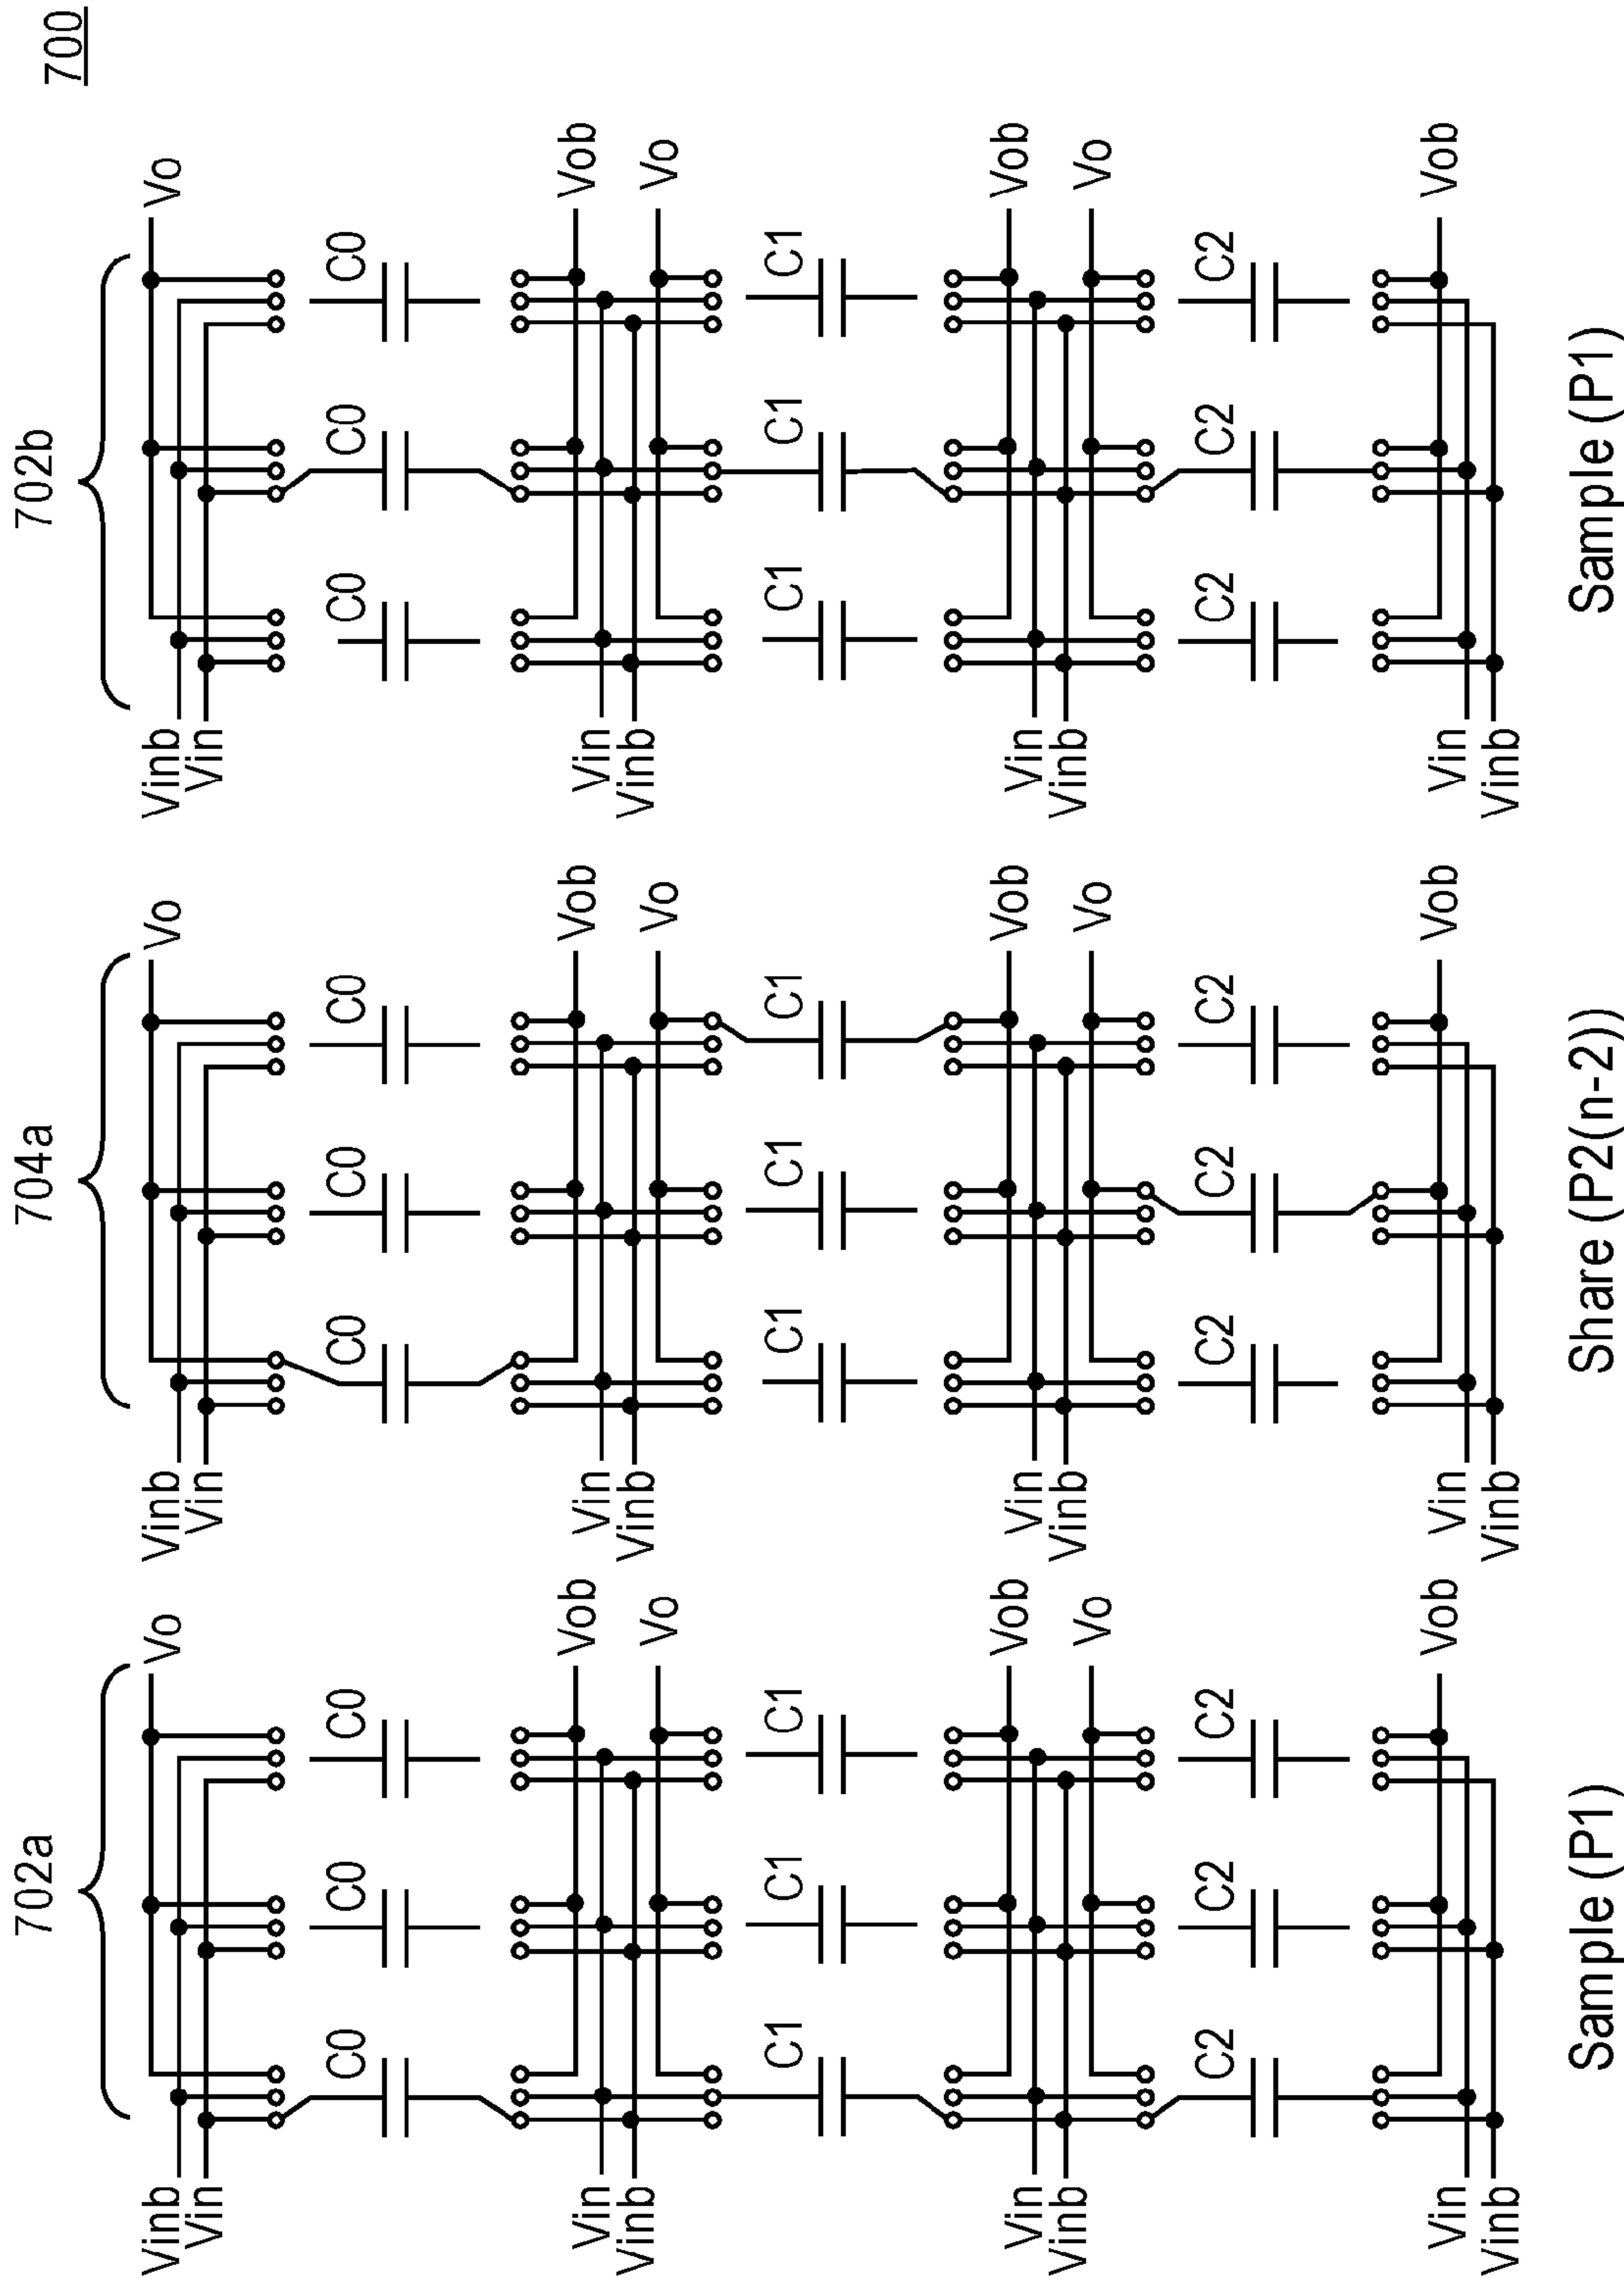 700
702a 704a 702b
Vinb Vo Vinb Vo Vinb Vo
Vin Vin Vin
C0 C0 C0 C0 C0 C0 C0 C0 C0
Vin Vob Vin Vob Vin Vob
Vinb Vo Vinb Vo Vinb Vo
C1 C1 C1 C1 C1 C1 C1 C1 C1
Vin Vob Vin Vob Vin Vob
Vinb Vo Vinb Vo Vinb Vo
C2 C2 C2 C2 C2 C2 C2 C2 C2
Vin Vob Vin Vob Vin Vob
Vinb Vinb Vinb
Sample (P1) Share (P2(n-2)) Sample (P1)